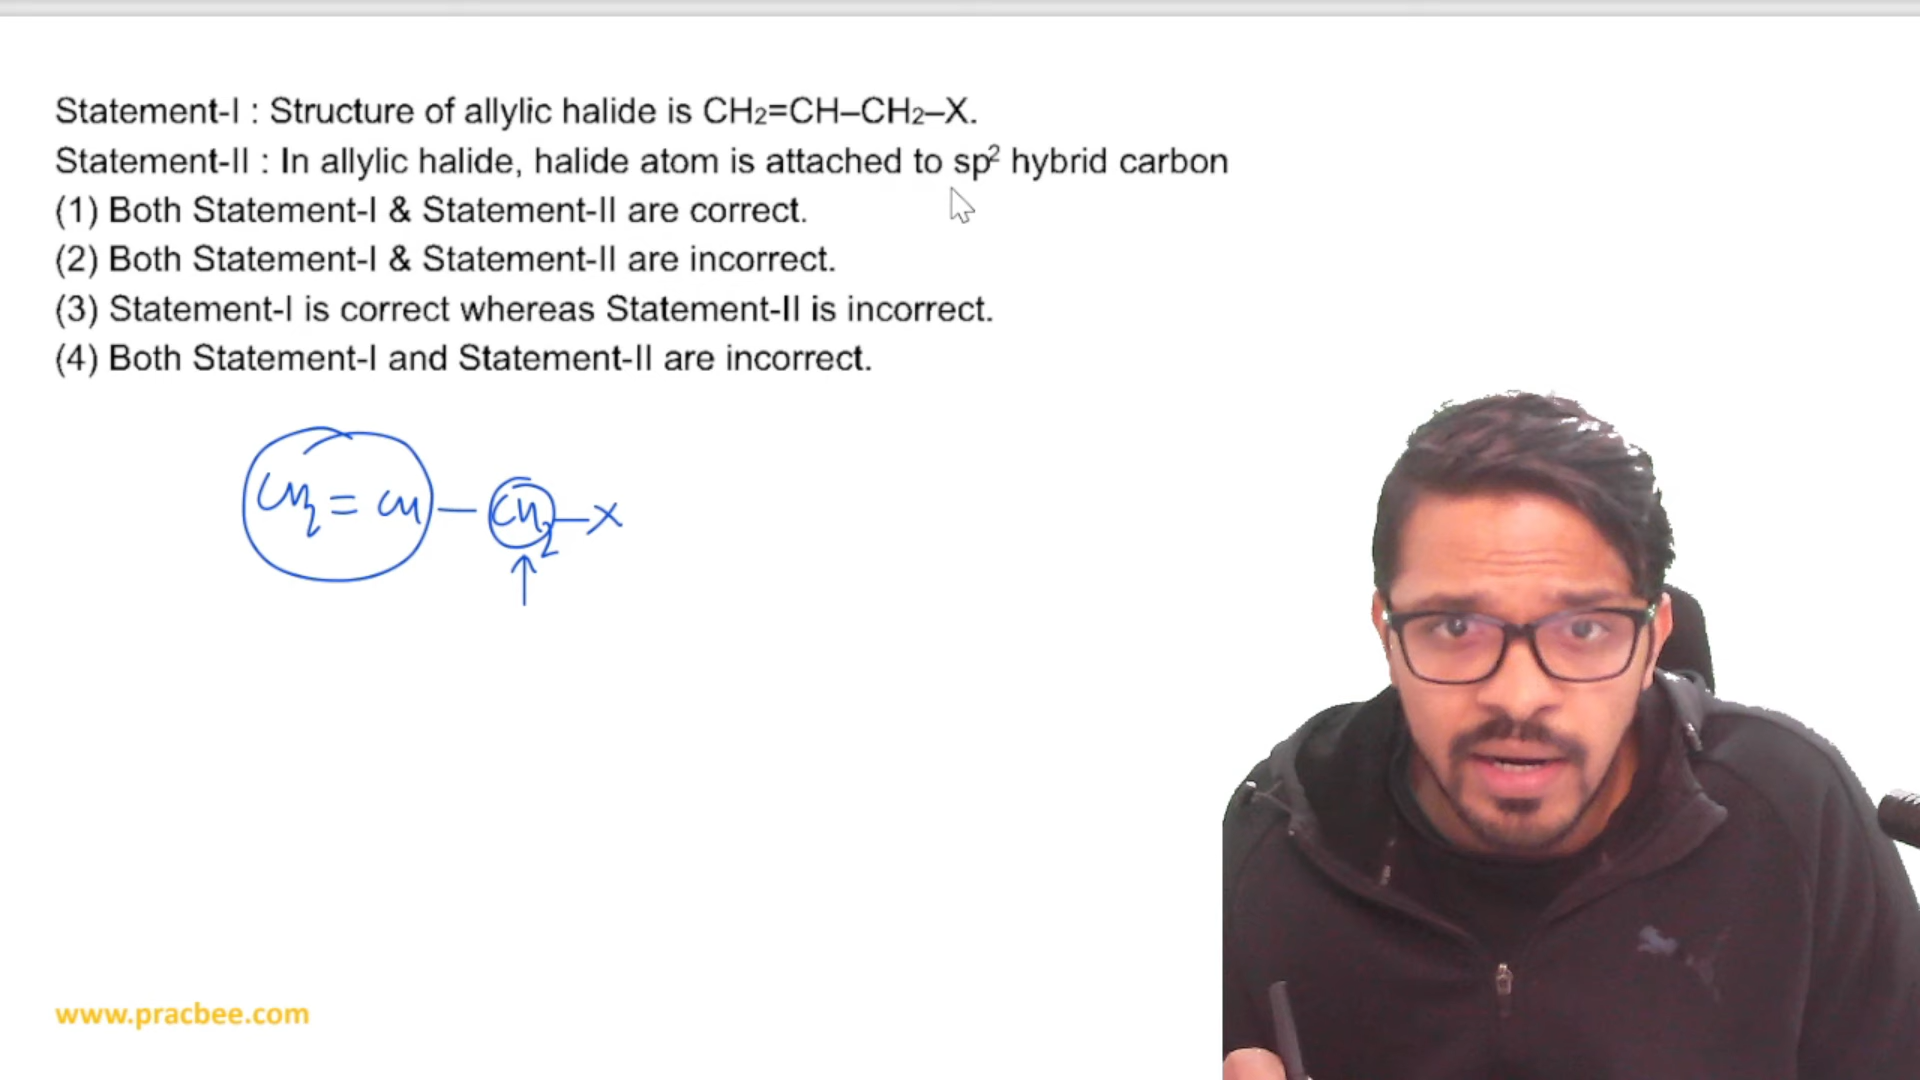 Statement-I : Structure of allylic halide is CH₂=CH–CH₂–X.
Statement-II : In allylic halide, halide atom is attached to sp² hybrid carbon
(1) Both Statement-I & Statement-II are correct.
(2) Both Statement-I & Statement-II are incorrect.
(3) Statement-I is correct whereas Statement-II is incorrect.
(4) Both Statement-I and Statement-II are incorrect.
CH₂ = CH — CH₂ — X
www.pracbee.com